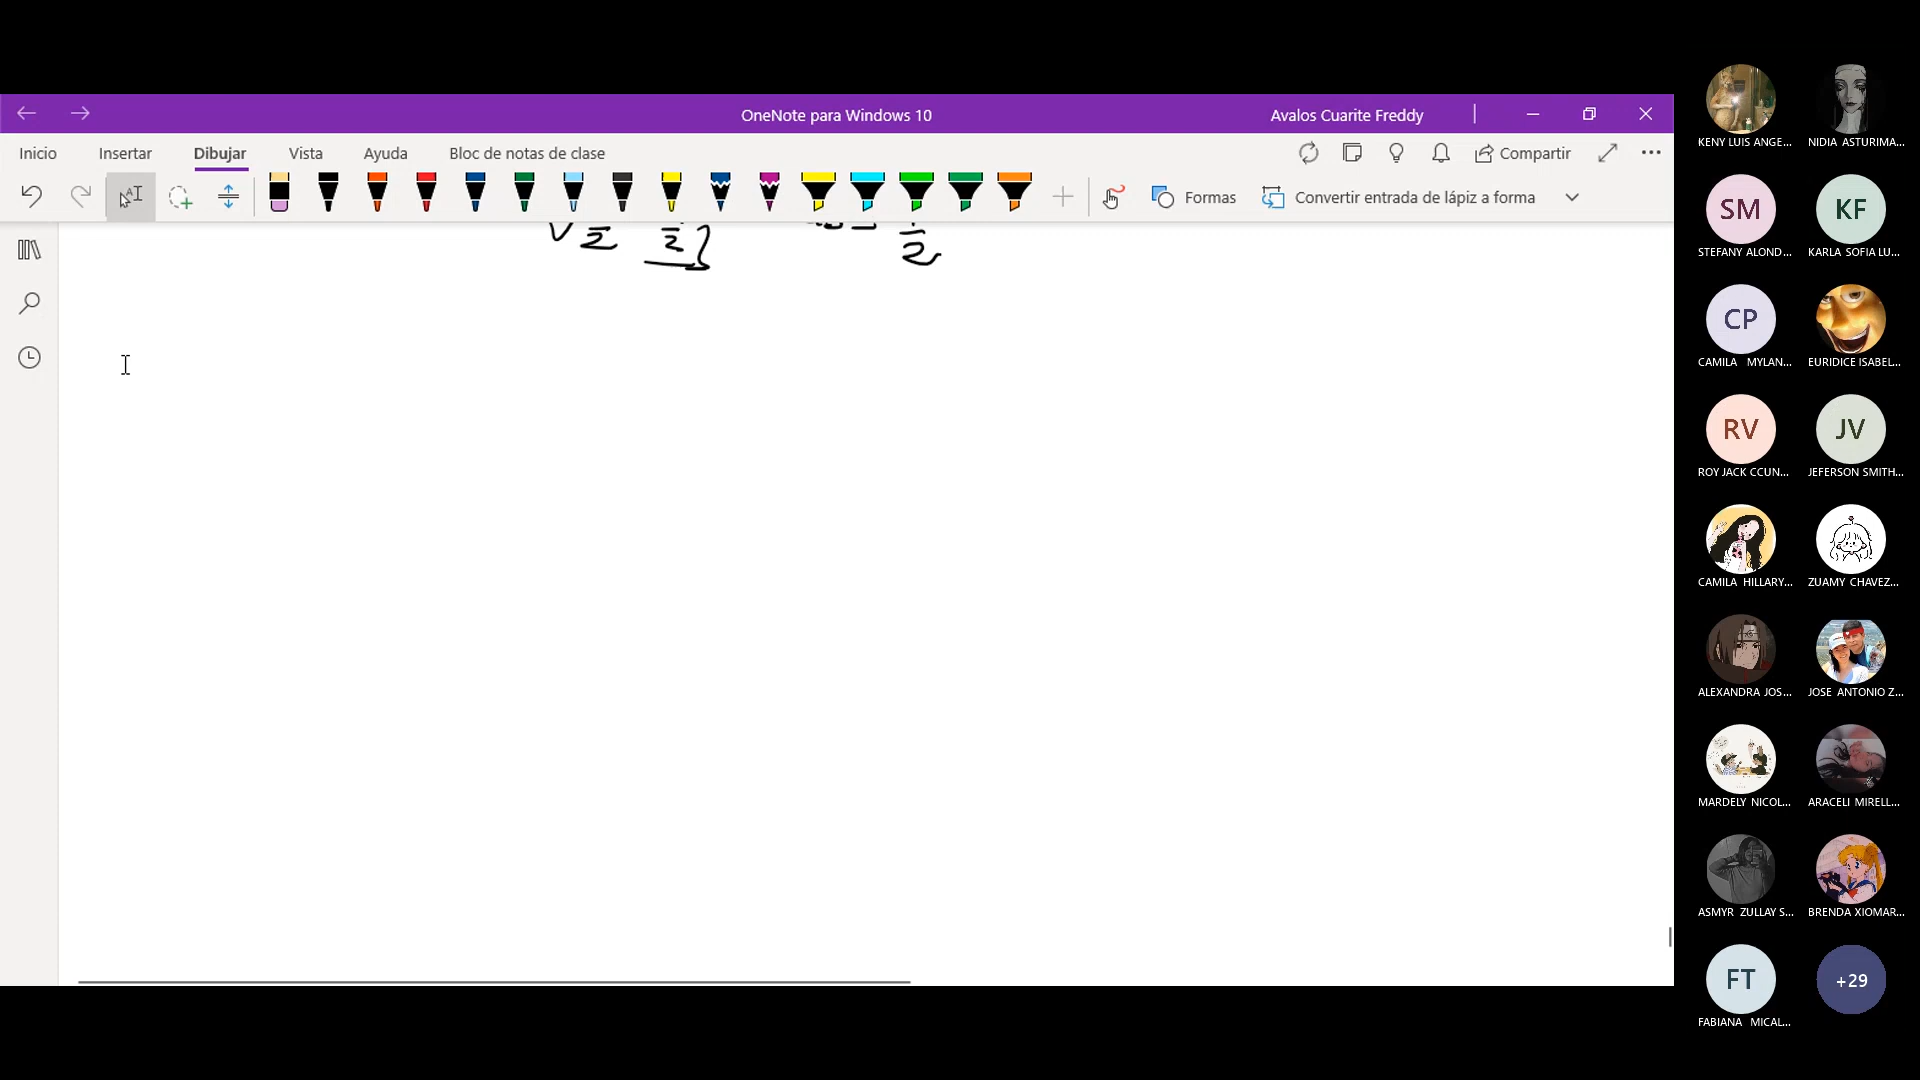 OneNote para Windows 10
Avalos Cuarite Freddy
Inicio
Insertar
Dibujar
Vista
Ayuda
Bloc de notas de clase
Compartir
Formas
Convertir entrada de lápiz a forma
2
2
2
KENY LUIS ANGE...
NIDIA ASTURIMA...
SM
STEFANY ALOND...
KF
KARLA SOFIA LU...
CP
CAMILA MYLAN...
EURIDICE ISABEL...
RV
ROY JACK CCUN...
JV
JEFERSON SMITH...
CAMILA HILLARY...
ZUAMY CHAVEZ...
ALEXANDRA JOS...
JOSE ANTONIO Z...
MARDELY NICOL...
ARACELI MIRELL...
ASMYR ZULLAY S...
BRENDA XIOMAR...
FT
FABIANA MICAL...
+29